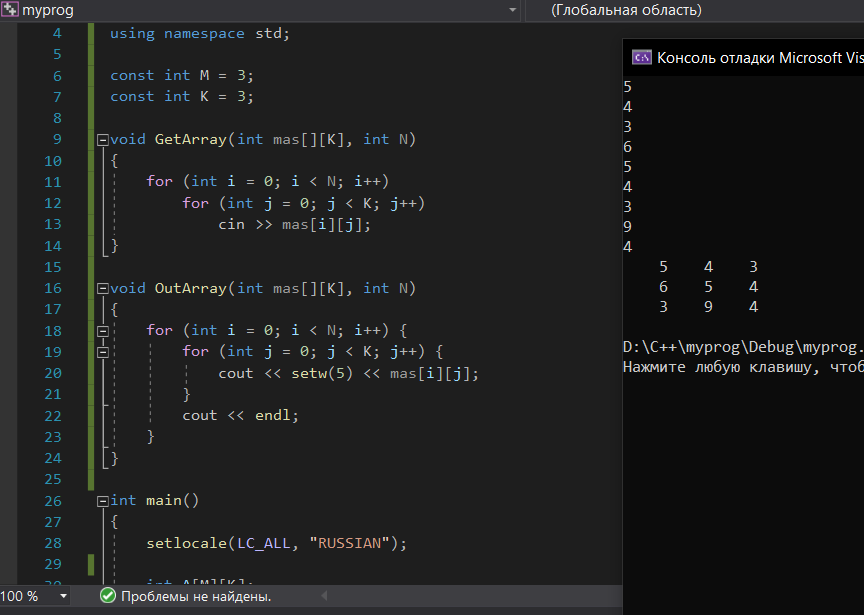 myprog
(Глобальная область)
4 using namespace std;
5
6 const int M = 3;
7 const int K = 3;
8
9 void GetArray(int mas[][K], int N)
10 {
11 for (int i = 0; i < N; i++)
12 for (int j = 0; j < K; j++)
13 cin >> mas[i][j];
14 }
15
16 void OutArray(int mas[][K], int N)
17 {
18 for (int i = 0; i < N; i++) {
19 for (int j = 0; j < K; j++) {
20 cout << setw(5) << mas[i][j];
21 }
22 cout << endl;
23 }
24 }
25
26 int main()
27 {
28 setlocale(LC_ALL, "RUSSIAN");
29
30 int A[M][K];
100 %
Проблемы не найдены.
C:\
Консоль отладки Microsoft Vis
5
4
3
6
5
4
3
9
4
5 4 3
6 5 4
3 9 4
D:\C++\myprog\Debug\myprog.
Нажмите любую клавишу, чтоб